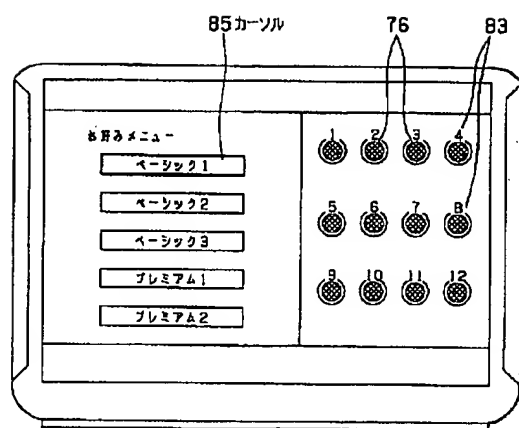 85カーソル 76 83
お好みメニュー
ベーシック1
ベーシック2
ベーシック3
プレミアム1
プレミアム2
1 2 3 4
5 6 7 8
9 10 11 12